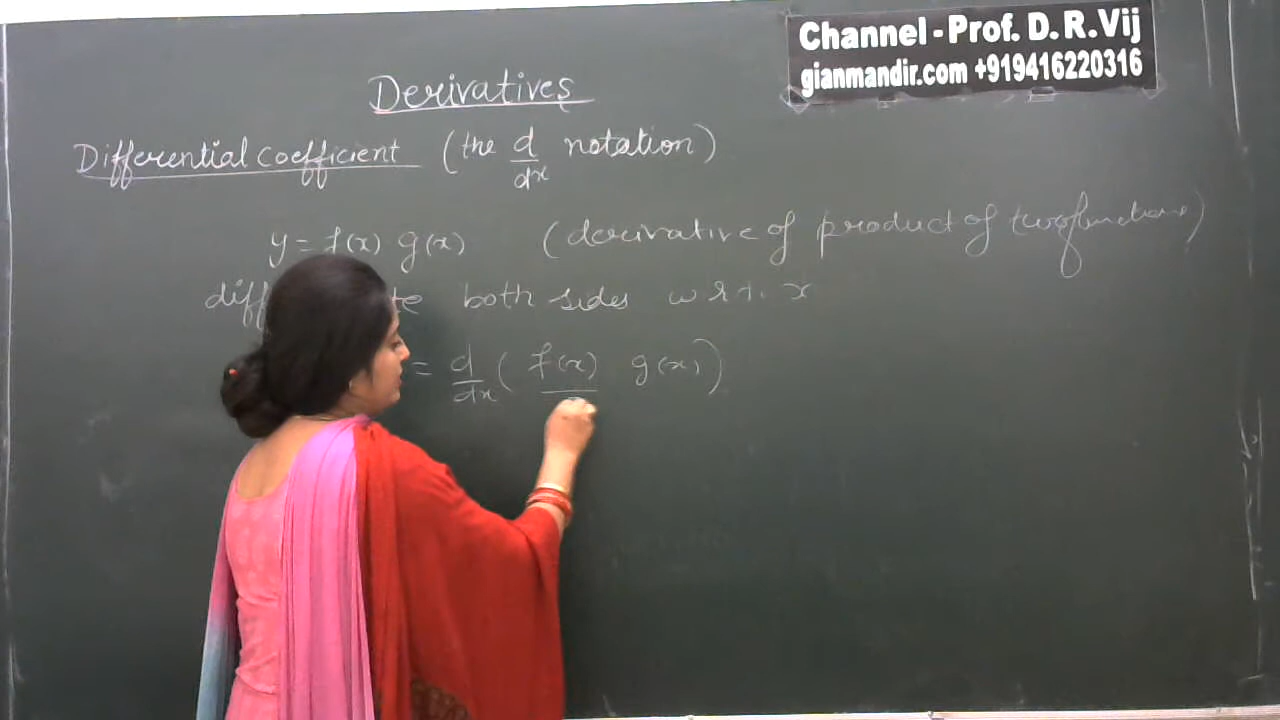 Channel - Prof. D. R. Vij
gianmandir.com +919416220316
Derivatives
Differential coefficient (the d/dx notation)
y = f(x) g(x) (derivative of product of two functions)
both sides w.r.t. x
= d/dx ( f(x) g(x) )